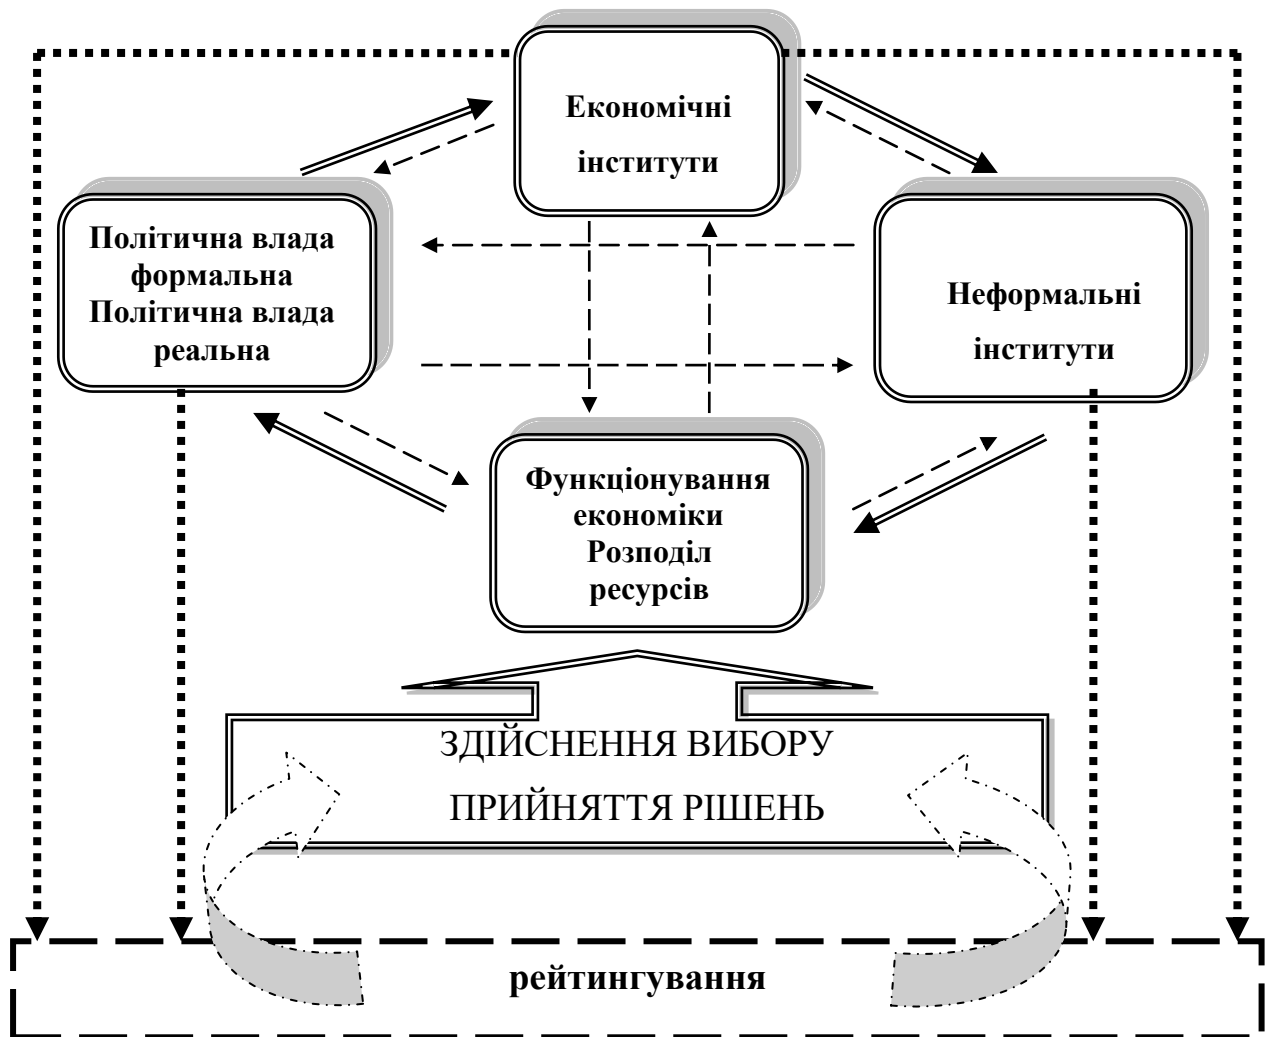 Економічні
інститути
Політична влада
формальна
Політична влада
реальна
Неформальні
інститути
Функціонування
економіки
Розподіл
ресурсів
ЗДІЙСНЕННЯ ВИБОРУ
ПРИЙНЯТТЯ РІШЕНЬ
рейтингування